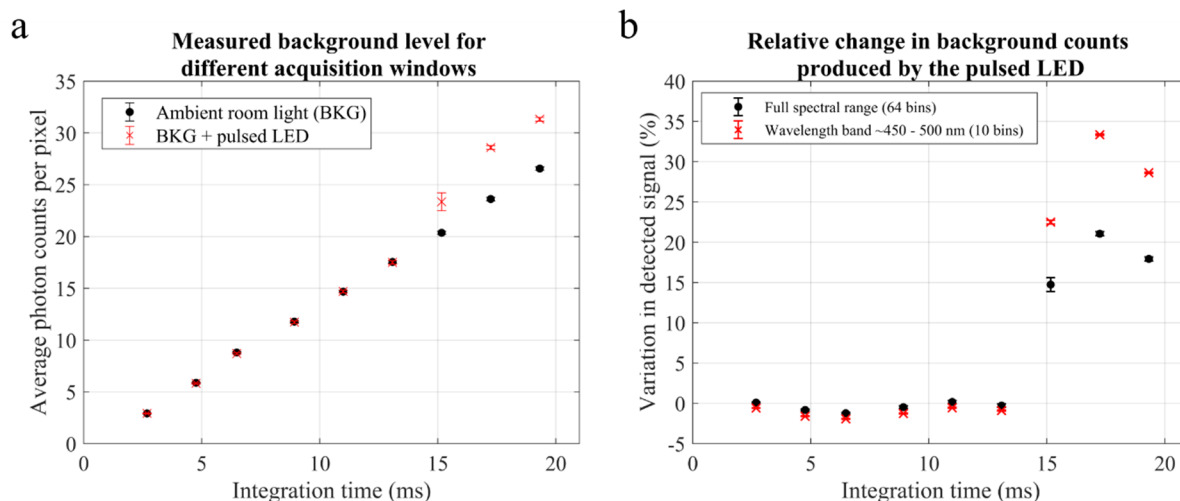 a
Measured background level for
different acquisition windows
35
30
25
20
15
10
5
0
Average photon counts per pixel
Ambient room light (BKG)
BKG + pulsed LED
0
5
10
15
20
Integration time (ms)
b
Relative change in background counts
produced by the pulsed LED
40
35
30
25
20
15
10
5
0
-5
Variation in detected signal (%)
Full spectral range (64 bins)
Wavelength band ~450 - 500 nm (10 bins)
0
5
10
15
20
Integration time (ms)